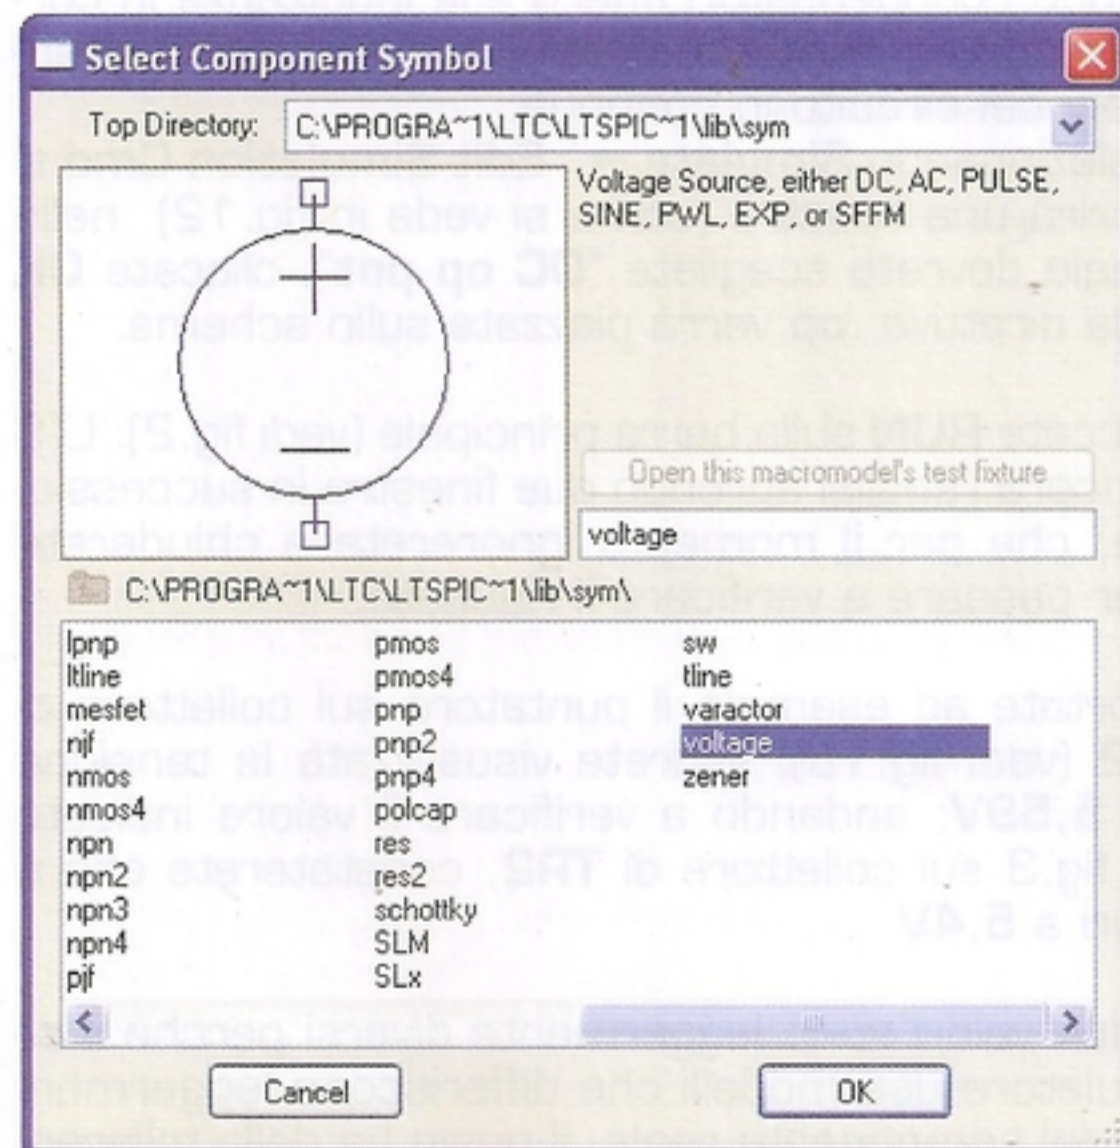 Select Component Symbol
Top Directory: C:\PROGRA~1\LTC\LTSPIC~1\lib\sym
Voltage Source, either DC, AC, PULSE,
SINE, PWL, EXP, or SFFM
Open this macromodel's test fixture
voltage
C:\PROGRA~1\LTC\LTSPIC~1\lib\sym\
lpnp
ltline
mesfet
njf
nmos
nmos4
npn
npn2
npn3
npn4
pjf
pmos
pmos4
pnp
pnp2
pnp4
polcap
res
res2
schottky
SLM
SLx
sw
tline
varactor
voltage
zener
Cancel
OK